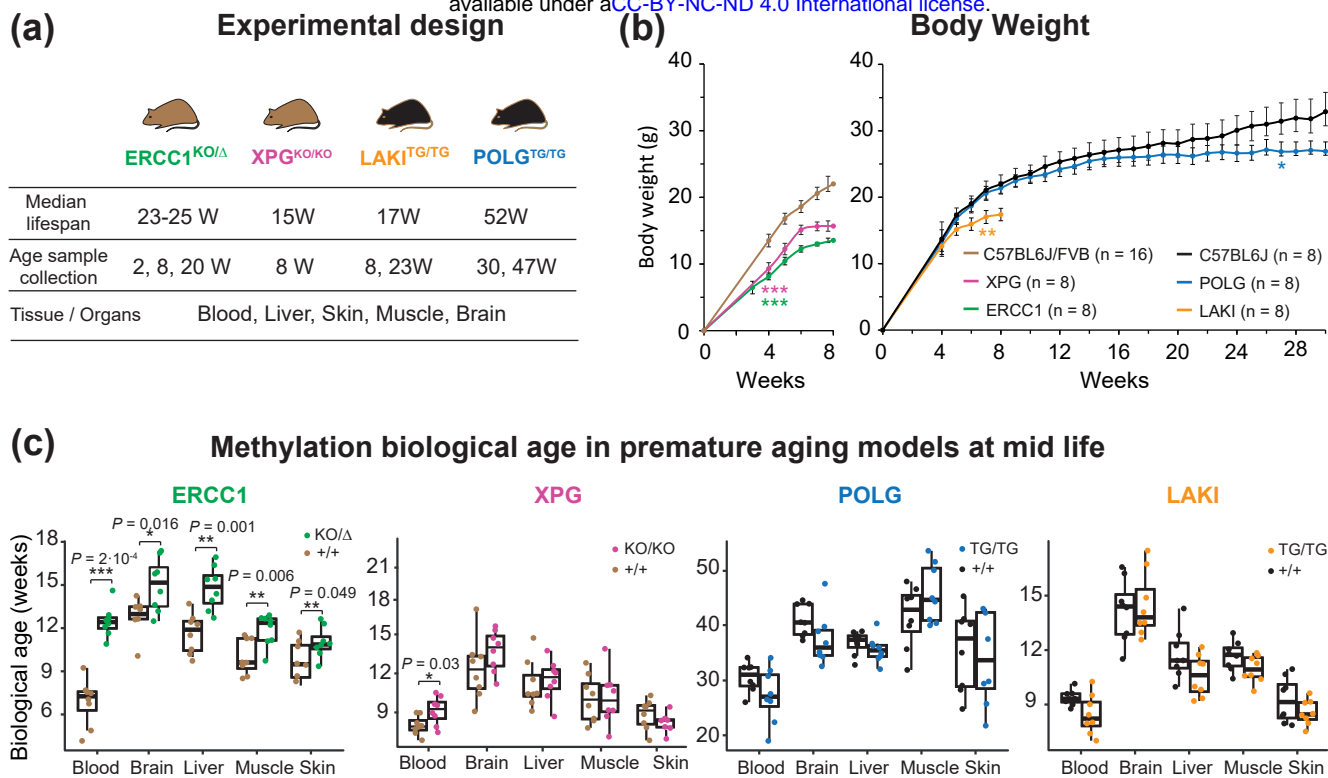 available under aCC-BY-NC-ND 4.0 International license.
(a) Experimental design
ERCC1KO/Δ XPGKO/KO LAKITG/TG POLGTG/TG
Median lifespan 23-25 W 15W 17W 52W
Age sample collection 2, 8, 20 W 8 W 8, 23W 30, 47W
Tissue / Organs Blood, Liver, Skin, Muscle, Brain
(b) Body Weight
Body weight (g)
40
30
20
10
0
***
***
0 4 8
Weeks
40
30
20
10
0
*
**
C57BL6J/FVB (n = 16)
XPG (n = 8)
ERCC1 (n = 8)
C57BL6J (n = 8)
POLG (n = 8)
LAKI (n = 8)
0 4 8 12 16 20 24 28
Weeks
(c) Methylation biological age in premature aging models at mid life
ERCC1
Biological age (weeks)
18
15
12
9
6
P = 2·10-4
***
P = 0.016
*
P = 0.001
**
P = 0.006
**
P = 0.049
**
KO/Δ
+/+
Blood Brain Liver Muscle Skin
XPG
21
18
15
12
9
P = 0.03
*
KO/KO
+/+
Blood Brain Liver Muscle Skin
POLG
50
40
30
20
TG/TG
+/+
Blood Brain Liver Muscle Skin
LAKI
15
12
9
TG/TG
+/+
Blood Brain Liver Muscle Skin